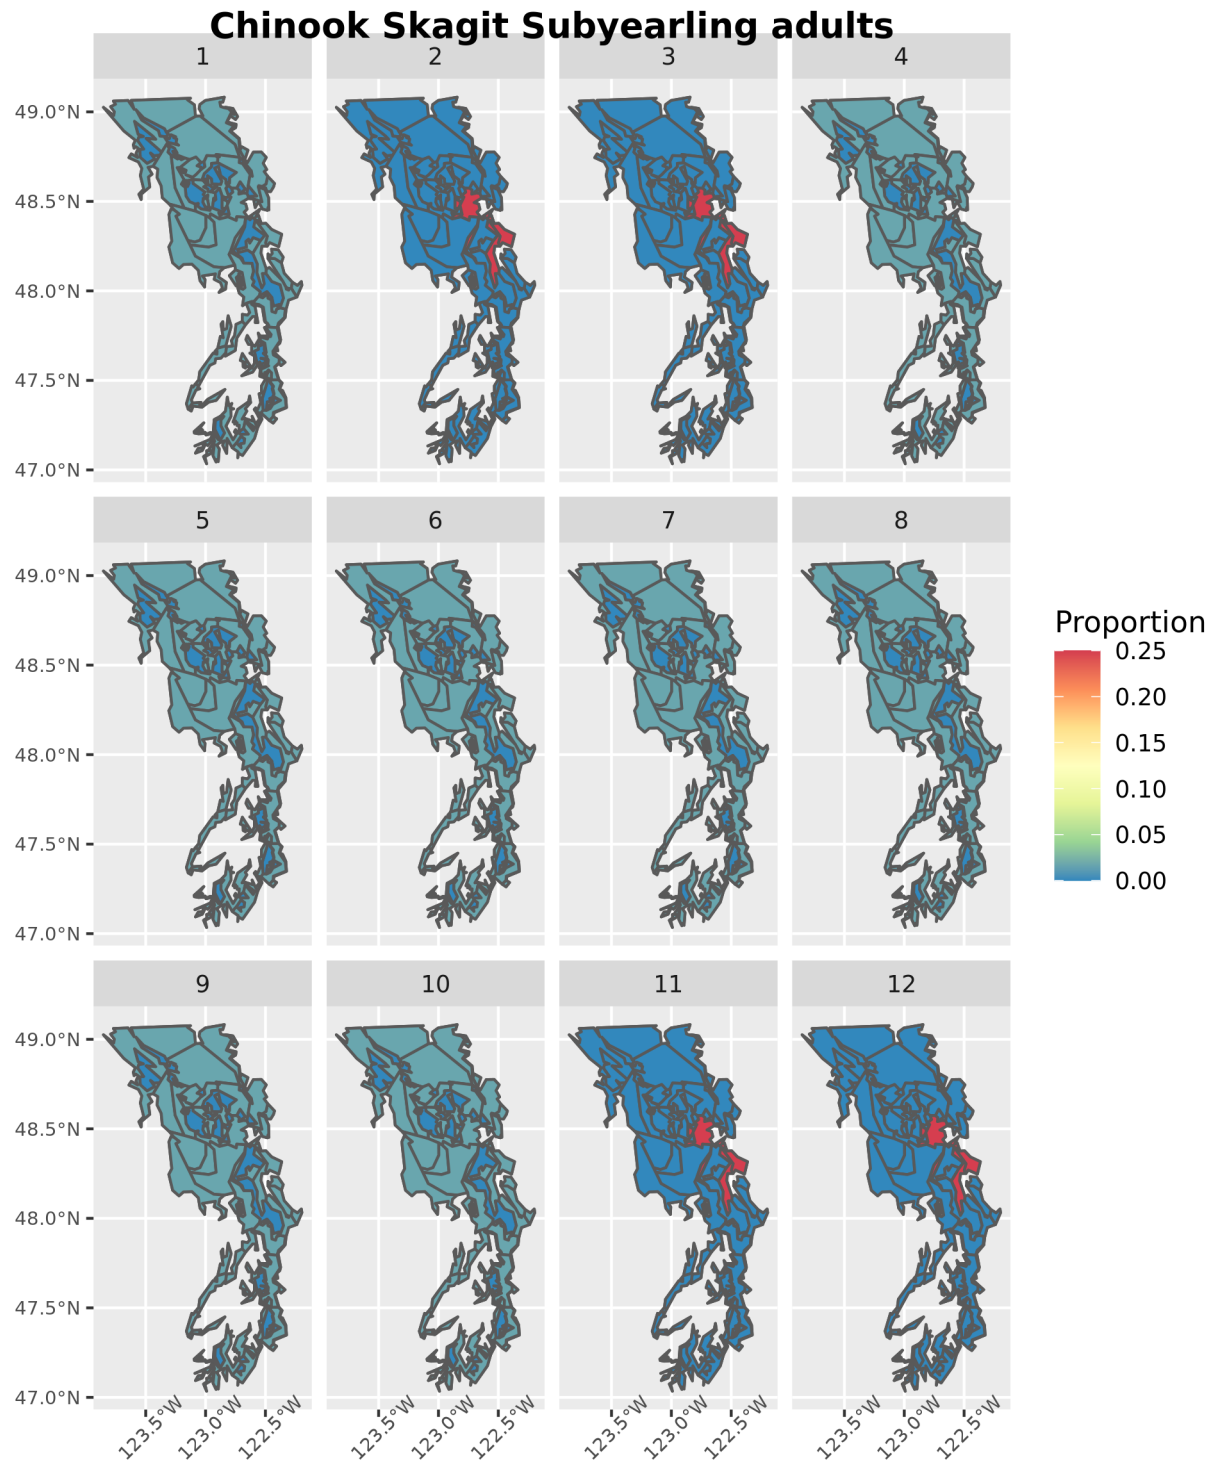 Chinook Skagit Subyearling adults
1 2 3 4
49.0°N
48.5°N
48.0°N
47.5°N
47.0°N
5 6 7 8
49.0°N
48.5°N
48.0°N
47.5°N
47.0°N
Proportion
0.25
0.20
0.15
0.10
0.05
0.00
9 10 11 12
49.0°N
48.5°N
48.0°N
47.5°N
47.0°N
123.5°W 123.0°W 122.5°W 123.5°W 123.0°W 122.5°W 123.5°W 123.0°W 122.5°W 123.5°W 123.0°W 122.5°W